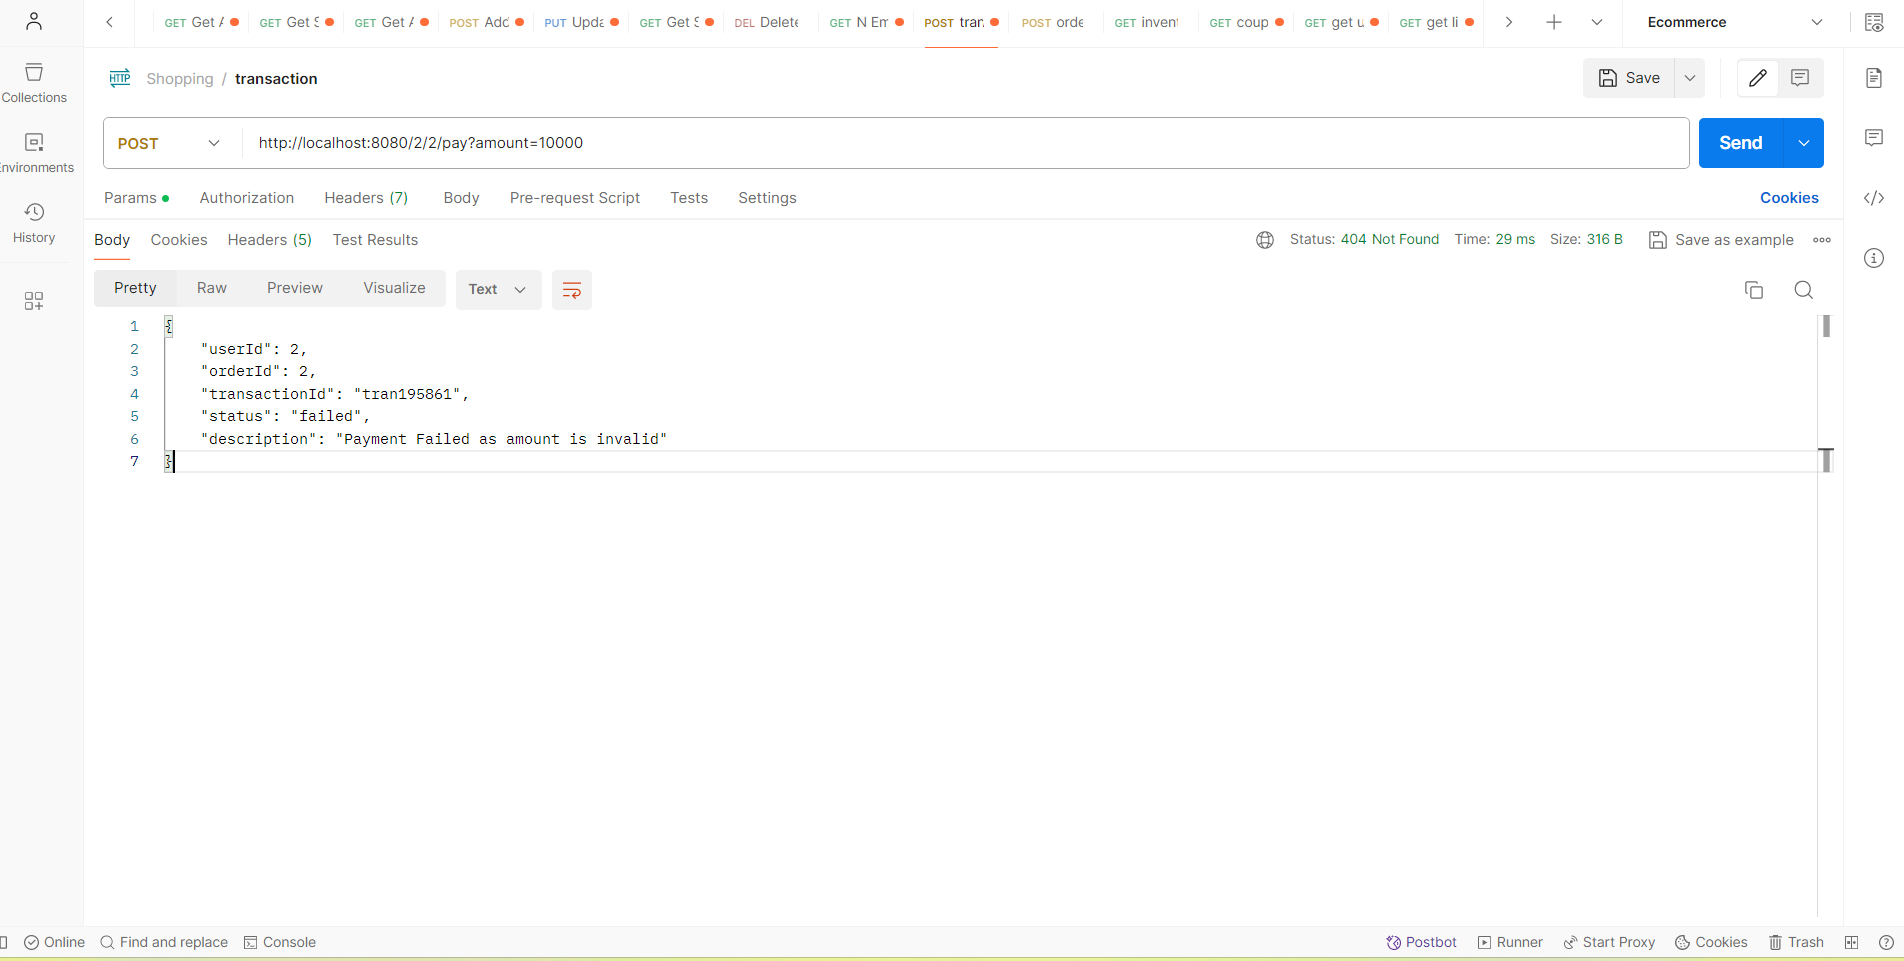 GET Get A GET Get S GET Get A POST Add PUT Upda GET Get S DEL Delete GET N Em POST tran POST orde GET inven GET coup GET get u GET get li Ecommerce
HTTP Shopping / transaction Save
Collections
POST http://localhost:8080/2/2/pay?amount=10000 Send
Environments
Params Authorization Headers (7) Body Pre-request Script Tests Settings Cookies
History
Body Cookies Headers (5) Test Results Status: 404 Not Found Time: 29 ms Size: 316 B Save as example
Pretty Raw Preview Visualize Text
1 {
2 "userId": 2,
3 "orderId": 2,
4 "transactionId": "tran195861",
5 "status": "failed",
6 "description": "Payment Failed as amount is invalid"
7 }
Online Find and replace Console Postbot Runner Start Proxy Cookies Trash